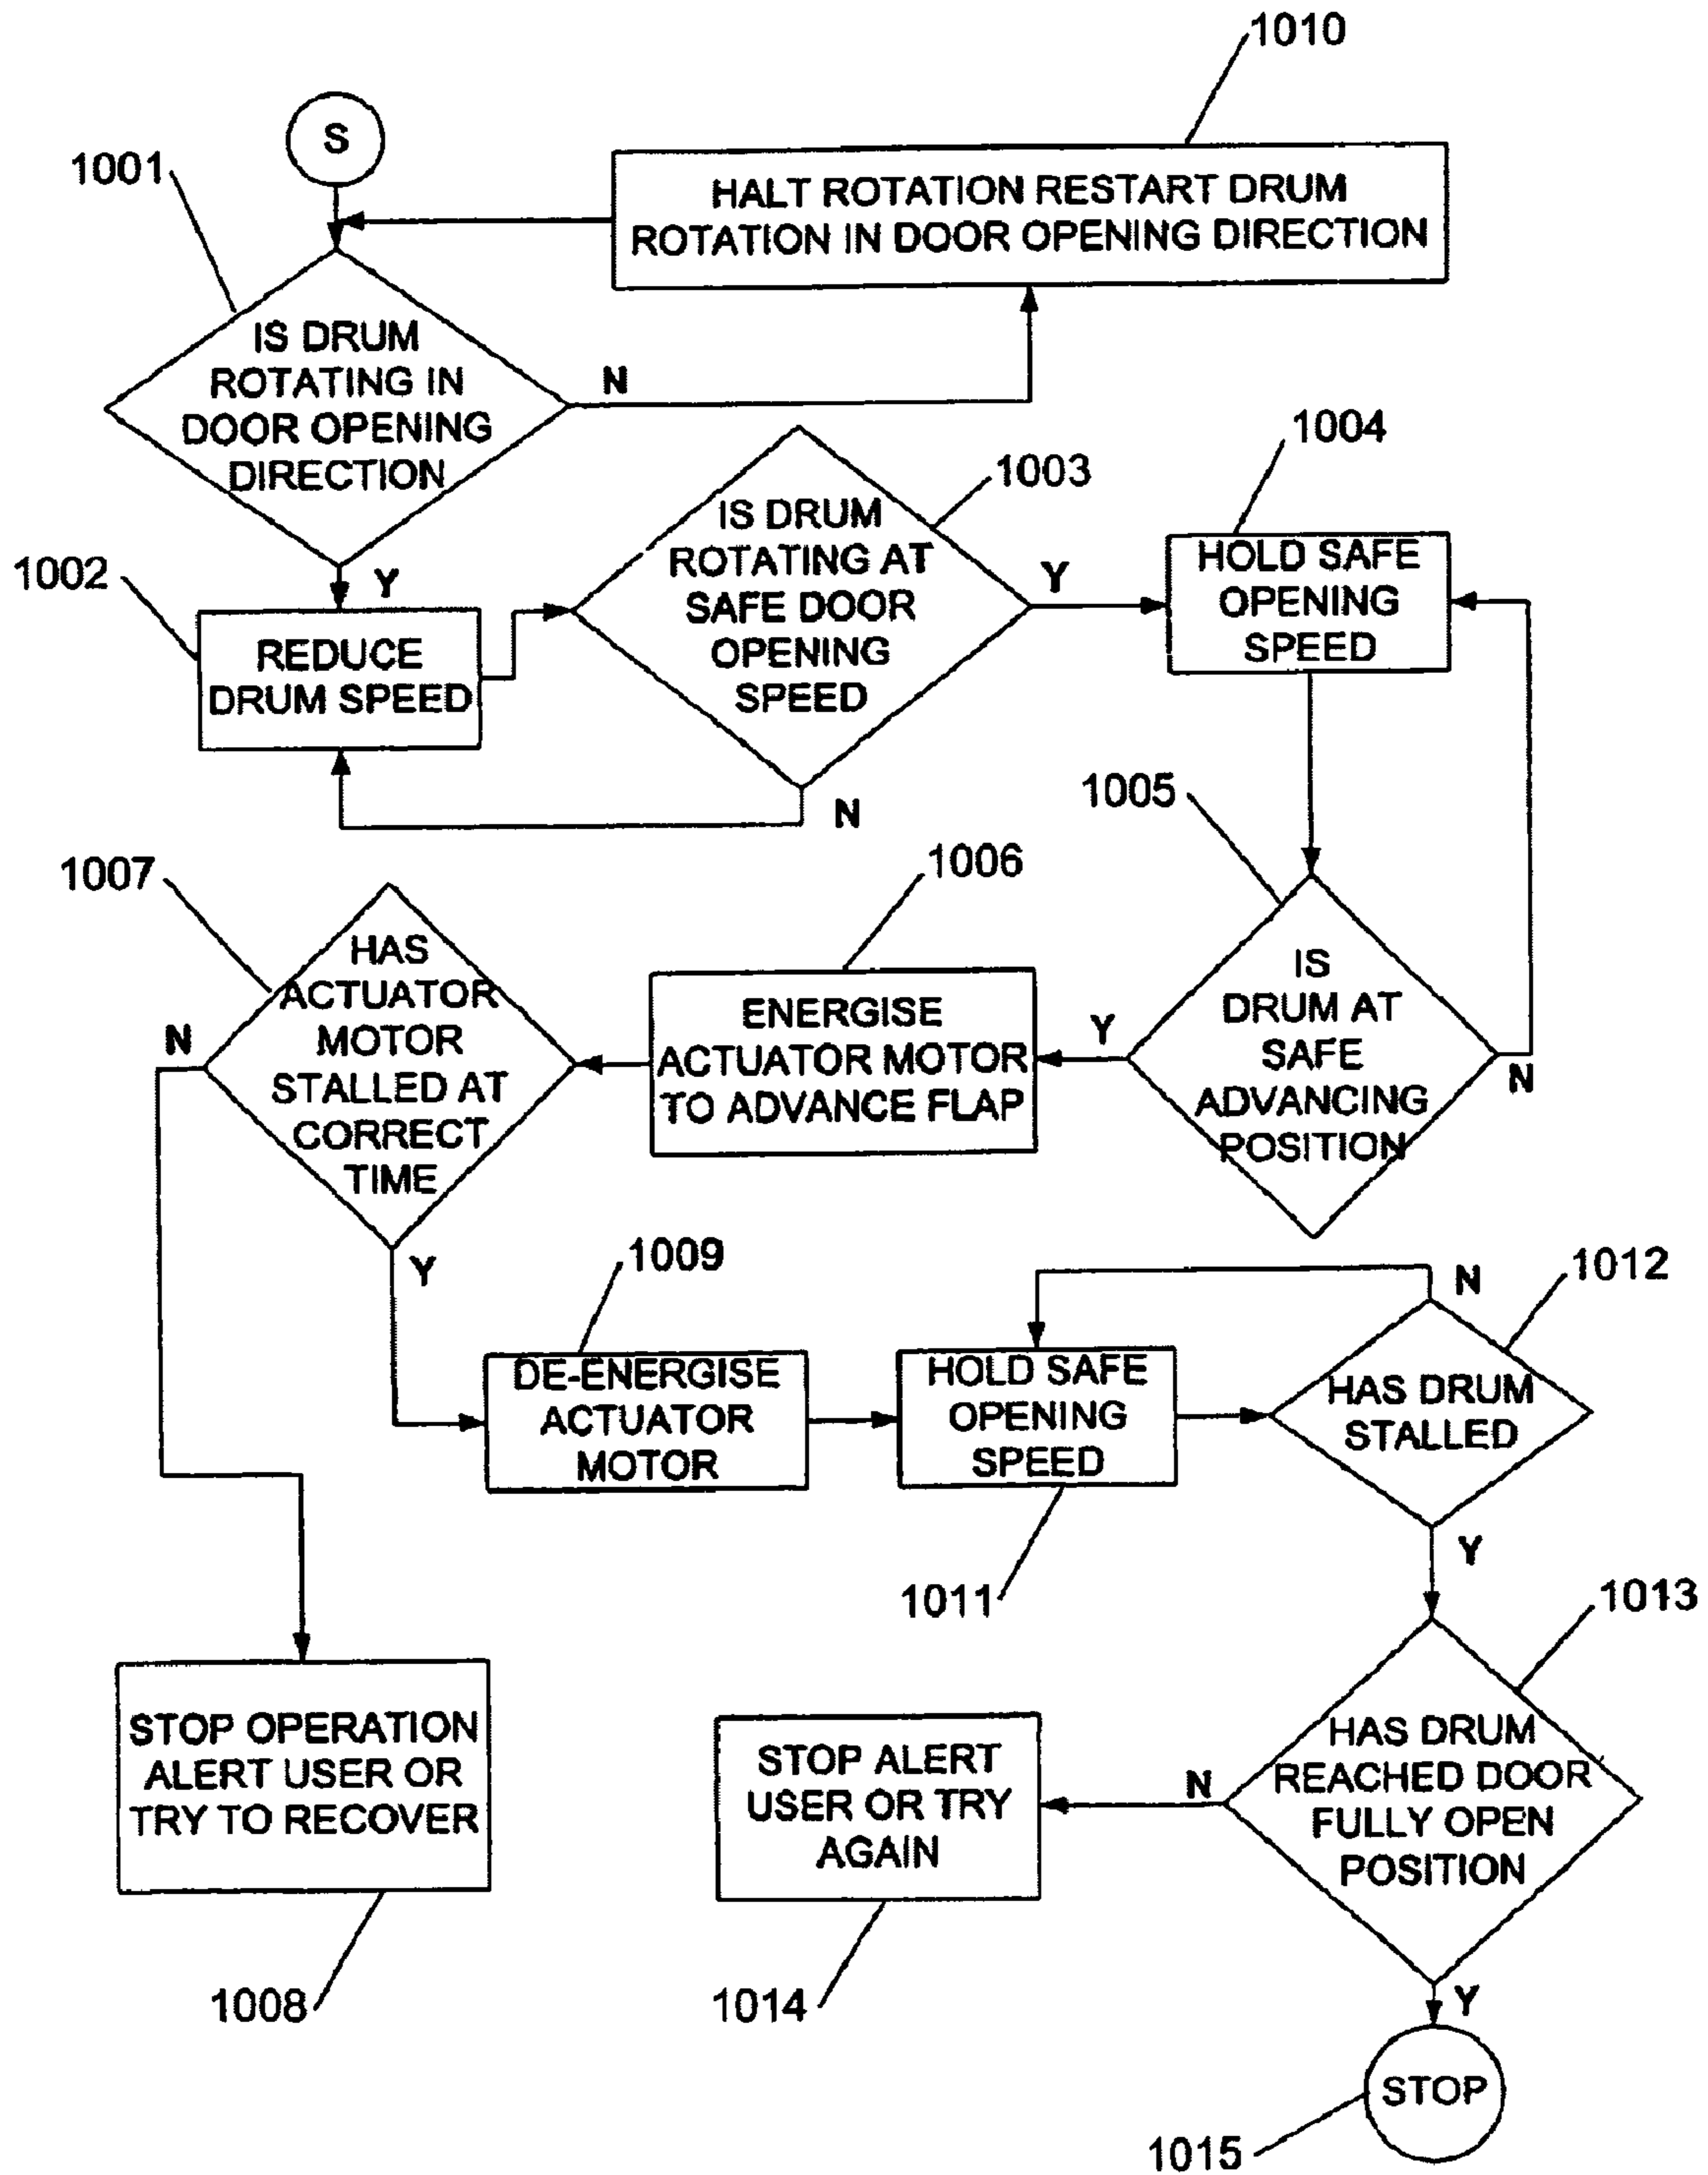 1010
S
1001
HALT ROTATION RESTART DRUM
ROTATION IN DOOR OPENING DIRECTION
IS DRUM
ROTATING IN
DOOR OPENING
DIRECTION
N
Y
1002
REDUCE
DRUM SPEED
1003
IS DRUM
ROTATING AT
SAFE DOOR
OPENING
SPEED
Y
N
1004
HOLD SAFE
OPENING
SPEED
1005
IS
DRUM AT
SAFE
ADVANCING
POSITION
Y
N
1006
ENERGISE
ACTUATOR MOTOR
TO ADVANCE FLAP
1007
HAS
ACTUATOR
MOTOR
STALLED AT
CORRECT
TIME
N
Y
1009
DE-ENERGISE
ACTUATOR
MOTOR
HOLD SAFE
OPENING
SPEED
1011
N
1012
HAS DRUM
STALLED
Y
1013
HAS DRUM
REACHED DOOR
FULLY OPEN
POSITION
N
Y
STOP OPERATION
ALERT USER OR
TRY TO RECOVER
1008
STOP ALERT
USER OR TRY
AGAIN
1014
STOP
1015